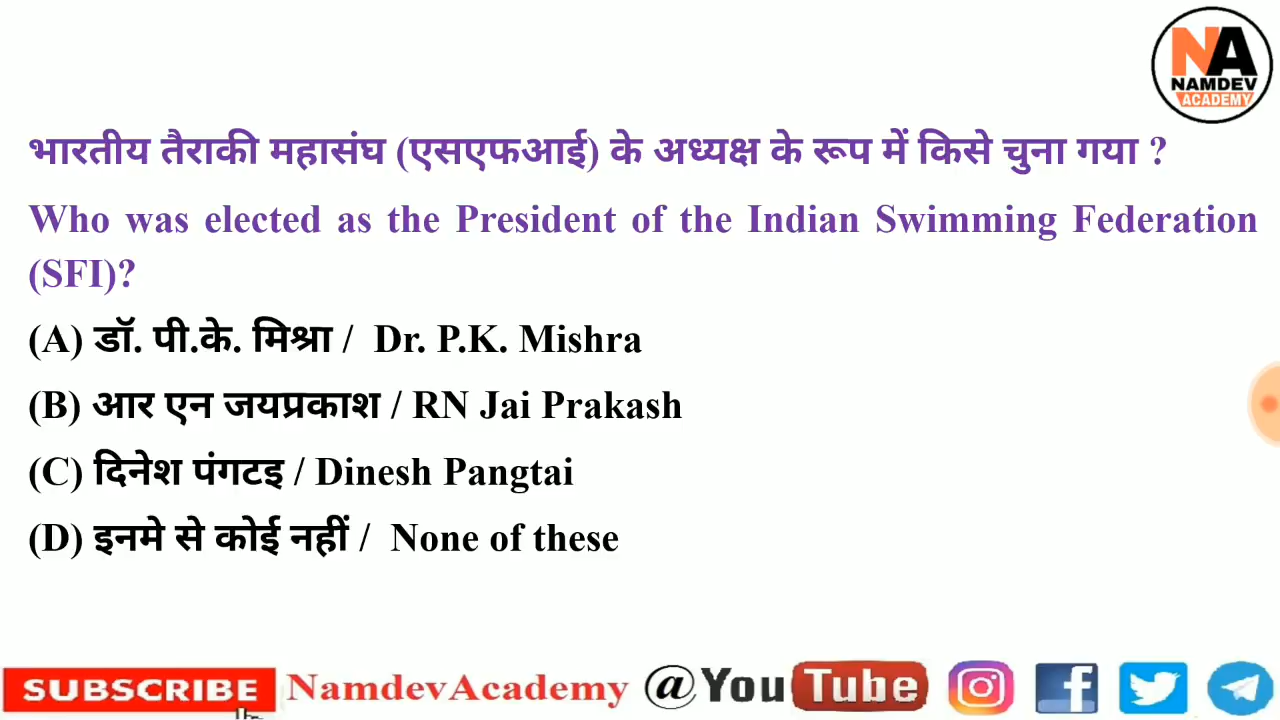 NA
NAMDEV
ACADEMY
भारतीय तैराकी महासंघ (एसएफआई) के अध्यक्ष के रूप में किसे चुना गया ?
Who was elected as the President of the Indian Swimming Federation
(SFI)?
(A) डॉ. पी.के. मिश्रा / Dr. P.K. Mishra
(B) आर एन जयप्रकाश / RN Jai Prakash
(C) दिनेश पंगटइ / Dinesh Pangtai
(D) इनमे से कोई नहीं / None of these
SUBSCRIBE NamdevAcademy @YouTube